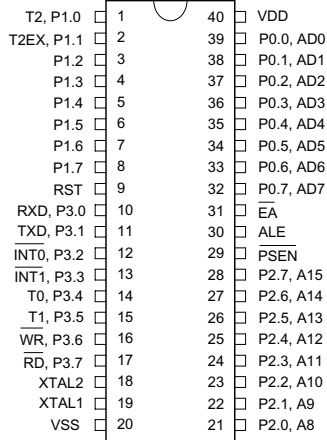 T2, P1.0 1 40 VDD
T2EX, P1.1 2 39 P0.0, AD0
P1.2 3 38 P0.1, AD1
P1.3 4 37 P0.2, AD2
P1.4 5 36 P0.3, AD3
P1.5 6 35 P0.4, AD4
P1.6 7 34 P0.5, AD5
P1.7 8 33 P0.6, AD6
RST 9 32 P0.7, AD7
RXD, P3.0 10 31 E̅A̅
TXD, P3.1 11 30 ALE
I̅N̅T̅0̅, P3.2 12 29 P̅S̅E̅N̅
I̅N̅T̅1̅, P3.3 13 28 P2.7, A15
T0, P3.4 14 27 P2.6, A14
T1, P3.5 15 26 P2.5, A13
W̅R̅, P3.6 16 25 P2.4, A12
R̅D̅, P3.7 17 24 P2.3, A11
XTAL2 18 23 P2.2, A10
XTAL1 19 22 P2.1, A9
VSS 20 21 P2.0, A8